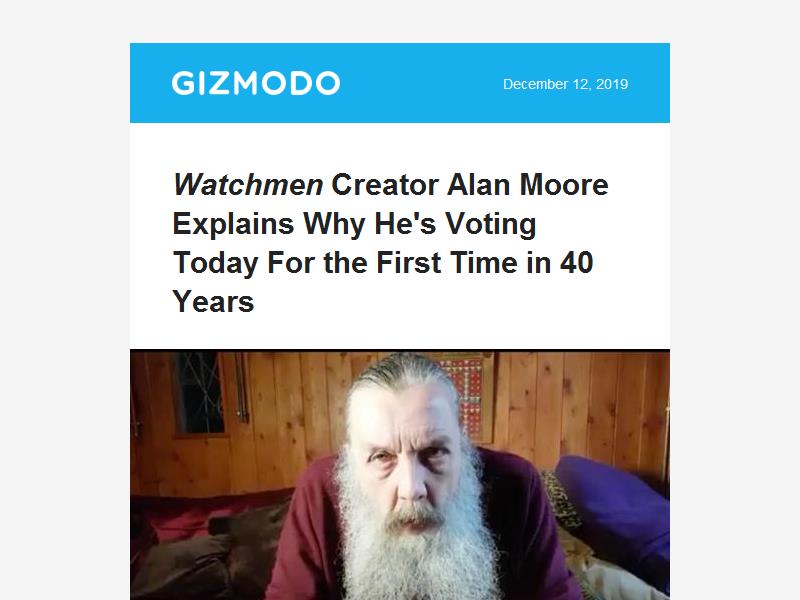 GIZMODO
December 12, 2019
Watchmen Creator Alan Moore
Explains Why He's Voting
Today For the First Time in 40
Years